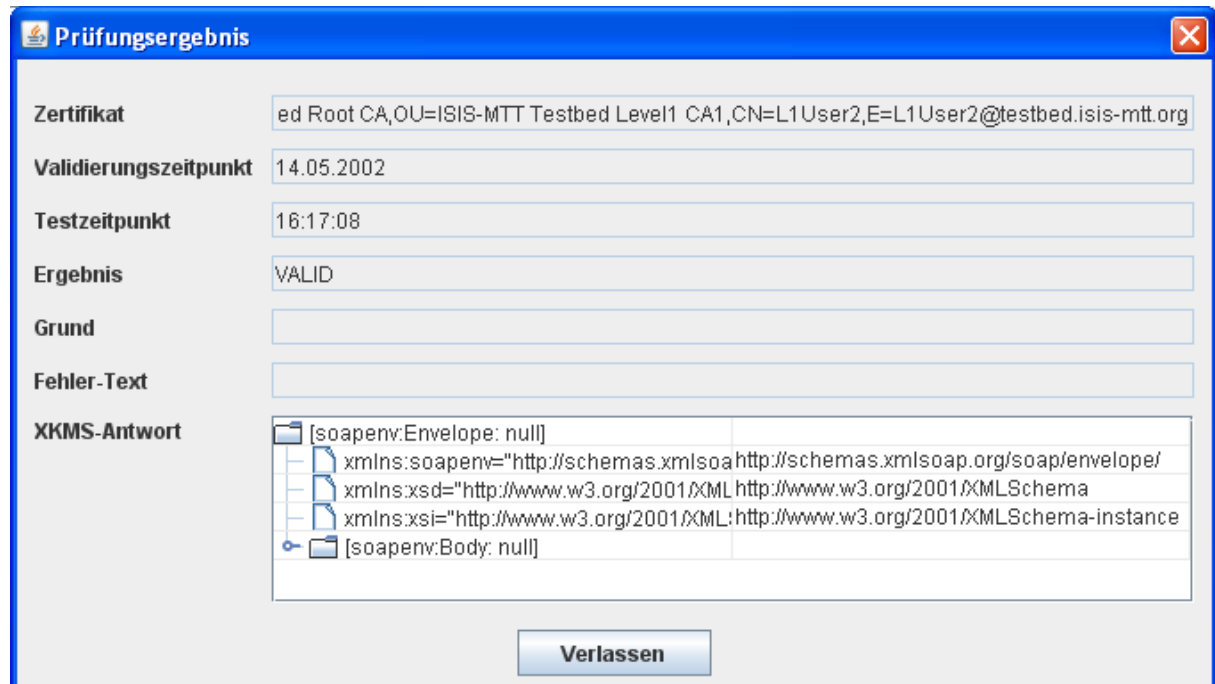 Prüfungsergebnis
Zertifikat ed Root CA,OU=ISIS-MTT Testbed Level1 CA1,CN=L1User2,E=L1User2@testbed.isis-mtt.org
Validierungszeitpunkt 14.05.2002
Testzeitpunkt 16:17:08
Ergebnis VALID
Grund
Fehler-Text
XKMS-Antwort [soapenv:Envelope: null]
xmlns:soapenv="http://schemas.xmlsoa http://schemas.xmlsoap.org/soap/envelope/
xmlns:xsd="http://www.w3.org/2001/XML http://www.w3.org/2001/XMLSchema
xmlns:xsi="http://www.w3.org/2001/XMLS http://www.w3.org/2001/XMLSchema-instance
[soapenv:Body: null]
Verlassen